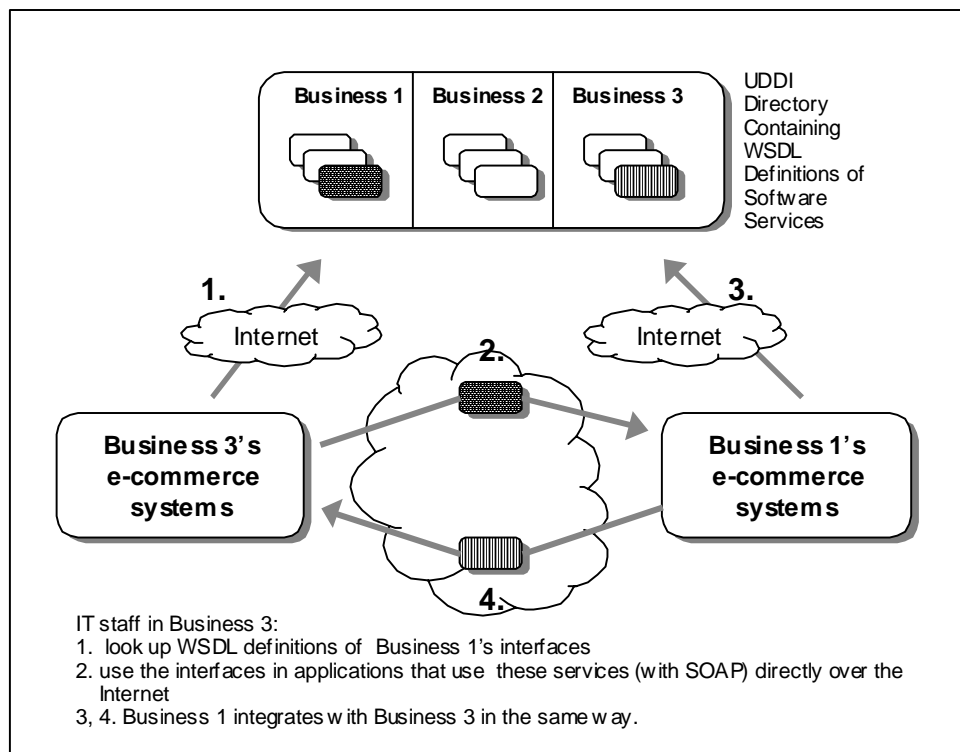 Business 1
Business 2
Business 3
UDDI
Directory
Containing
WSDL
Definitions of
Software
Services
1.
Internet
3.
Internet
2.
Business 3's
e-commerce
systems
Business 1's
e-commerce
systems
4.
IT staff in Business 3:
1. look up WSDL definitions of Business 1's interfaces
2. use the interfaces in applications that use these services (with SOAP) directly over the
Internet
3, 4. Business 1 integrates with Business 3 in the same way.